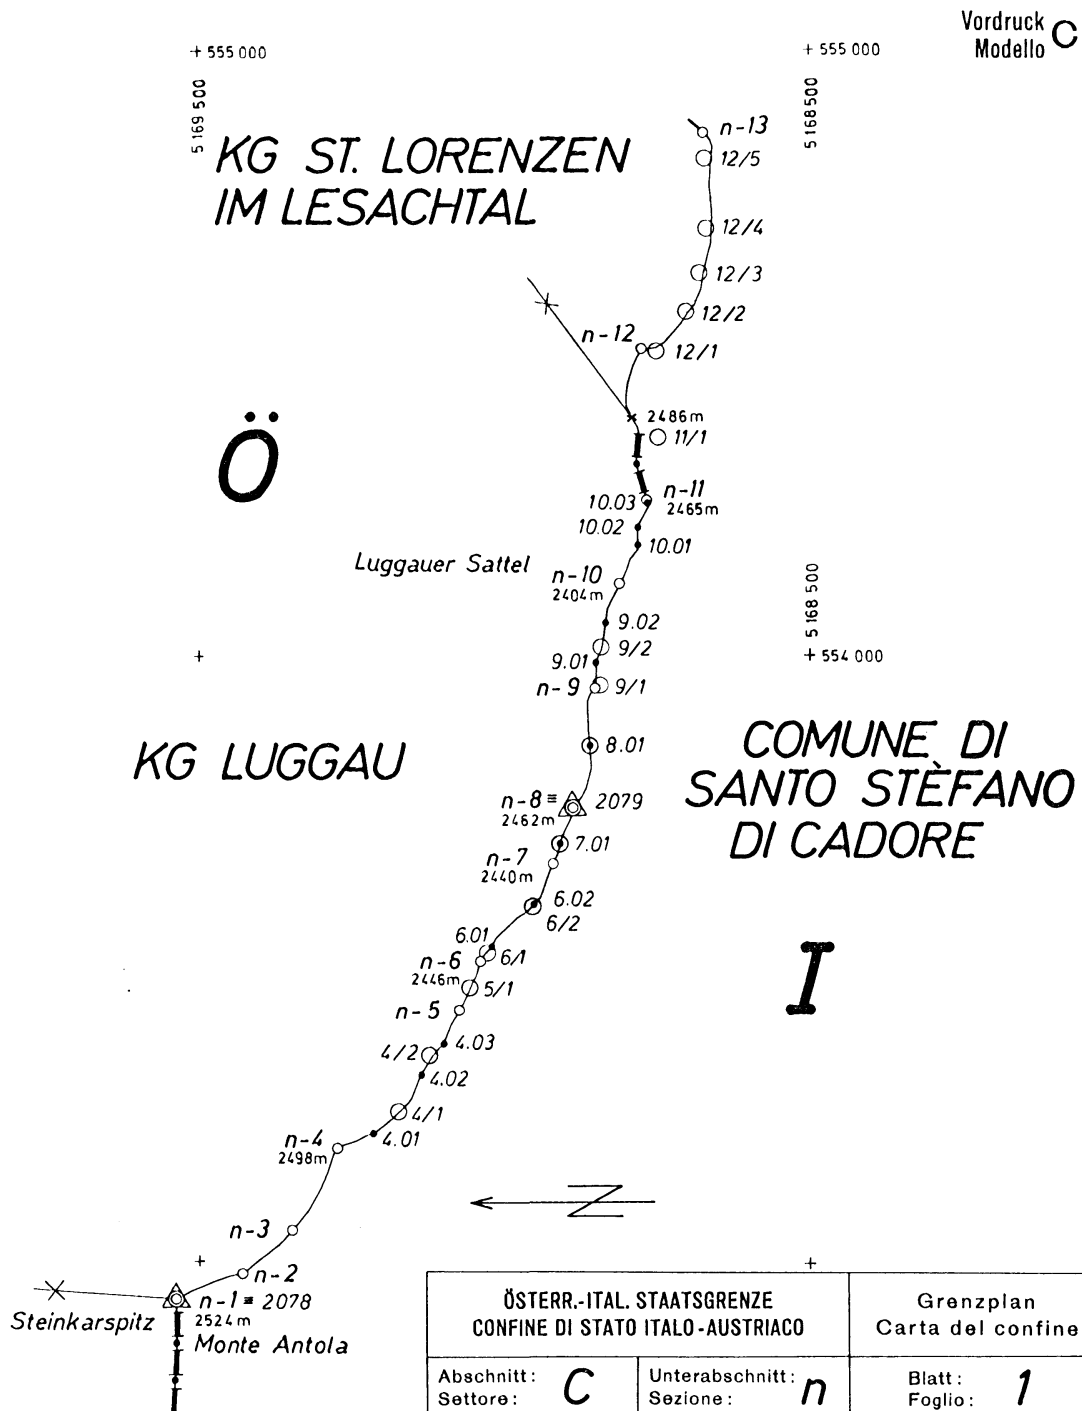 Vordruck
Modello C
+ 555 000
+ 555 000
5 169 500
5 168 500
KG ST. LORENZEN
IM LESACHTAL
n-13
12/5
12/4
12/3
12/2
n-12
12/1
2486m
11/1
Ö
n-11
2465m
10.03
10.02
10.01
Luggauer Sattel
n-10
2404m
5 168 500
9.02
9/2
9.01
+ 554 000
n-9
9/1
8.01
KG LUGGAU
COMUNE DI
SANTO STÈFANO
DI CADORE
n-8 ≡ 2079
2462m
7.01
n-7
2440m
6.02
6/2
6.01
6/1
n-6
2446m
5/1
I
n-5
4.03
4/2
4.02
4/1
4.01
n-4
2498m
n-3
n-2
n-1 ≡ 2078
2524m
Steinkarspitz
Monte Antola
ÖSTERR.-ITAL. STAATSGRENZE
CONFINE DI STATO ITALO-AUSTRIACO
Grenzplan
Carta del confine
Abschnitt:
Settore: C
Unterabschnitt:
Sezione: n
Blatt:
Foglio: 1